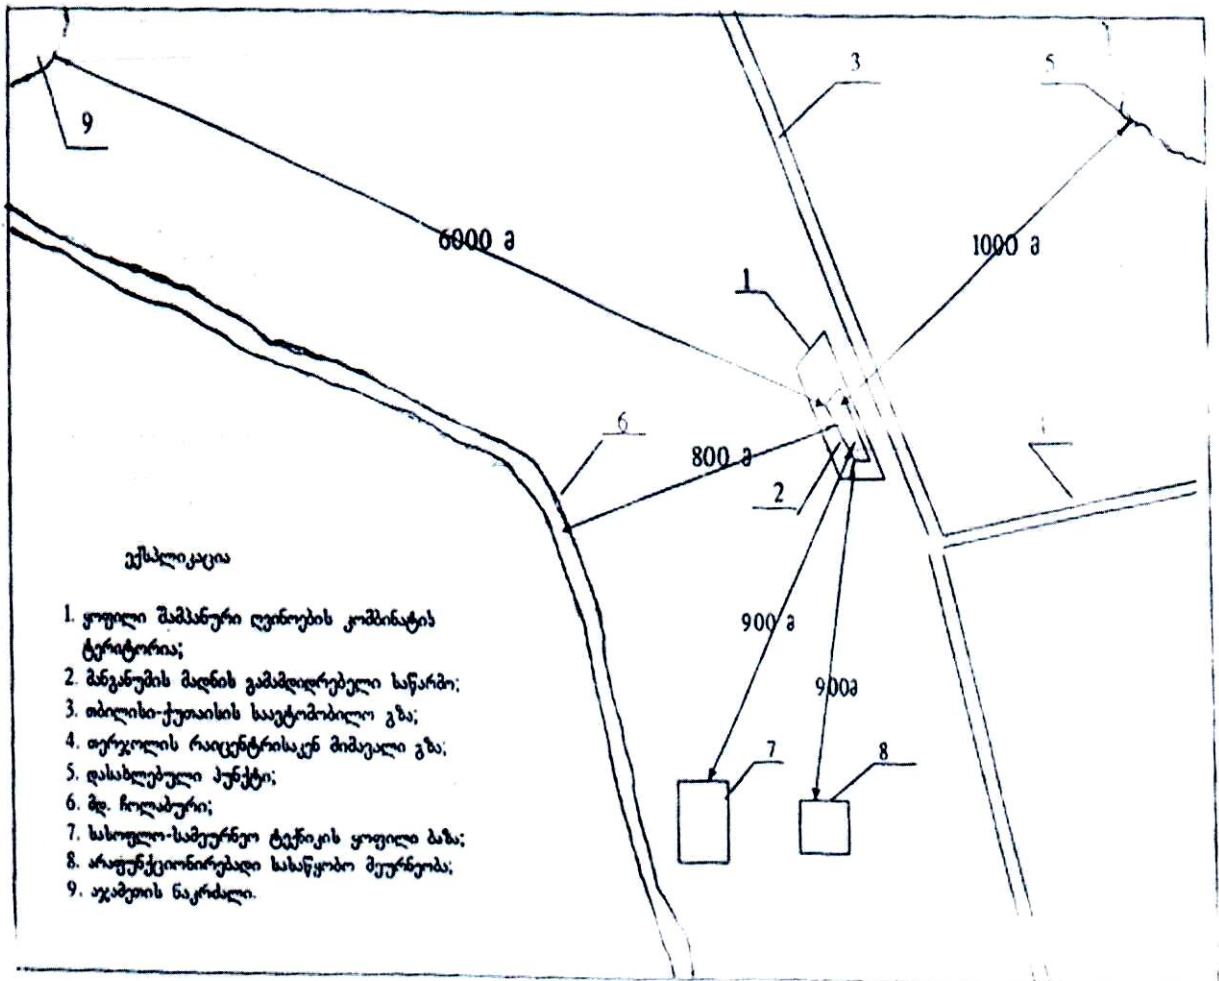 3
5
9
6000 მ
1000 მ
1
6
800 მ
2
ექსპლიკაცია
1. ყოფილი შამპანური ღვინოების კომბინატის
ტერიტორია;
2. მანგანუმის მადნის გამამდიდრებელი საწარმო;
3. თბილისი-ქუთაისის საავტომობილო გზა;
4. თერჯოლის რაიცენტრისაკენ მიმავალი გზა;
5. დასახლებული პუნქტი;
6. მდ. ჩოლაბური;
7. სასოფლო-სამეურნეო ტექნიკის ყოფილი ბაზა;
8. არაფუნქციონირებადი სასაწყობო მეურნეობა;
9. აჯამეთის ნაკრძალი.
900 მ
900მ
7
8